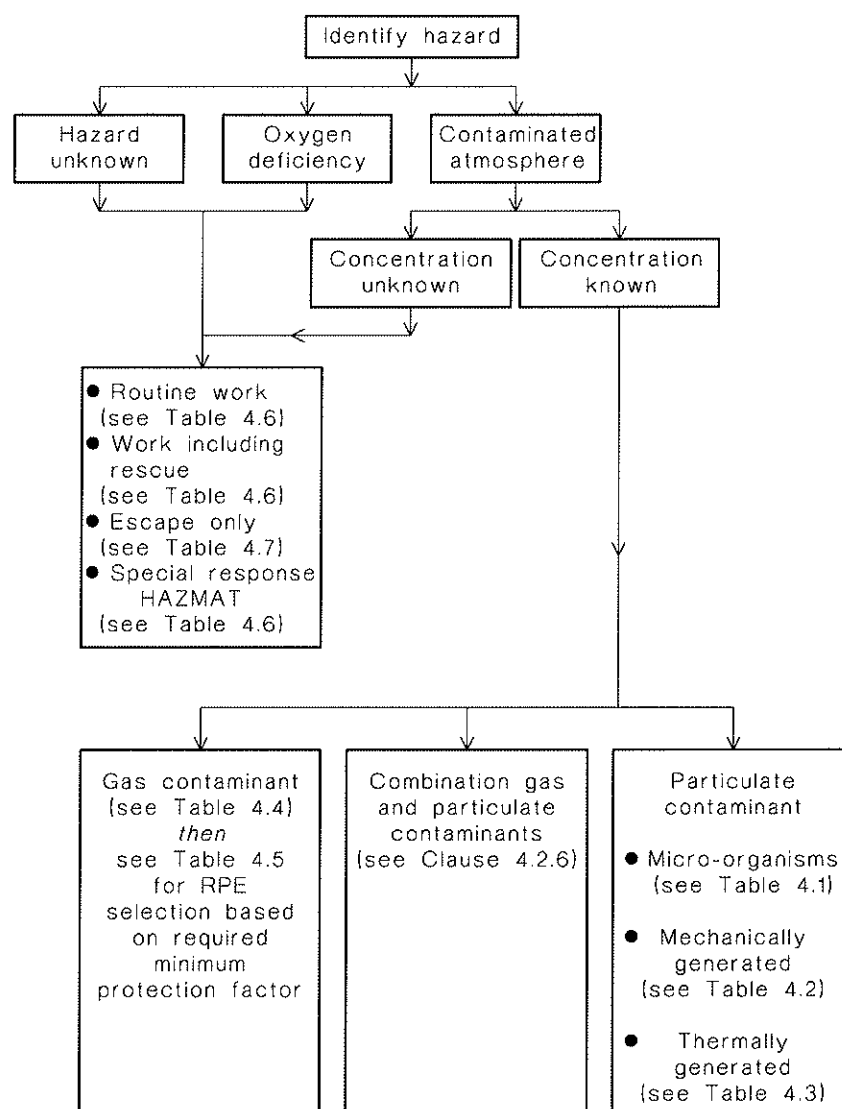 Identify hazard
Hazard
unknown
Oxygen
deficiency
Contaminated
atmosphere
Concentration
unknown
Concentration
known
● Routine work
(see Table 4.6)
● Work including
rescue
(see Table 4.6)
● Escape only
(see Table 4.7)
● Special response
HAZMAT
(see Table 4.6)
Gas contaminant
(see Table 4.4)
then
see Table 4.5
for RPE
selection based
on required
minimum
protection factor
Combination gas
and particulate
contaminants
(see Clause 4.2.6)
Particulate
contaminant
● Micro-organisms
(see Table 4.1)
● Mechanically
generated
(see Table 4.2)
● Thermally
generated
(see Table 4.3)